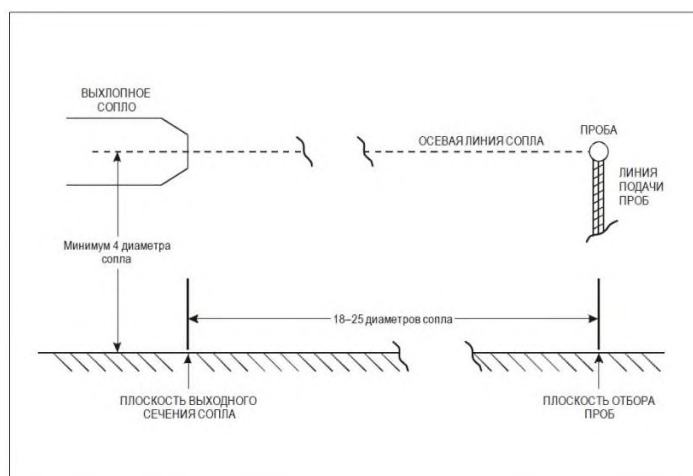 ВЫХЛОПНОЕ
СОПЛО
ОСЕВАЯ ЛИНИЯ СОПЛА
ПРОБА
ЛИНИЯ
ПОДАЧИ
ПРОБ
Минимум 4 диаметра
сопла
18–25 диаметров сопла
ПЛОСКОСТЬ ВЫХОДНОГО
СЕЧЕНИЯ СОПЛА
ПЛОСКОСТЬ ОТБОРА
ПРОБ